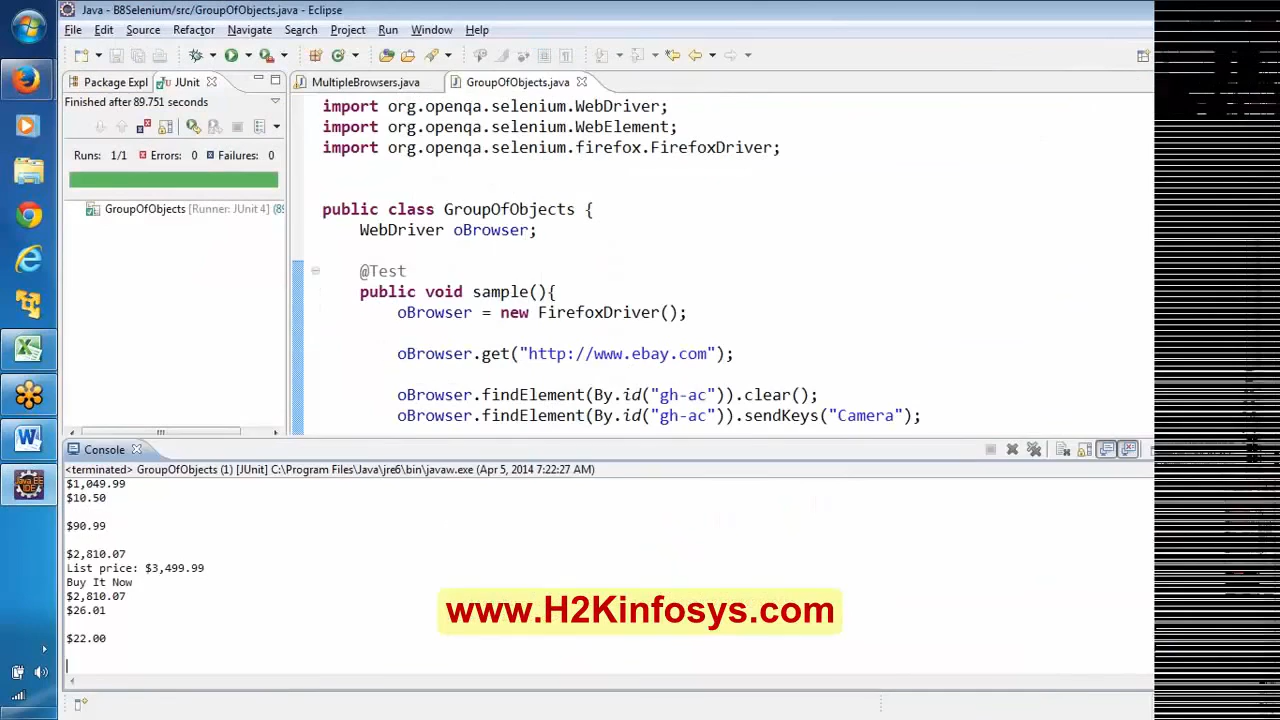 Java - B8Selenium/src/GroupOfObjects.java - Eclipse
File Edit Source Refactor Navigate Search Project Run Window Help
Package Expl JUnit
MultipleBrowsers.java
Finished after 89.751 seconds
Runs: 1/1 Errors: 0 Failures: 0
GroupOfObjects [Runner: JUnit 4] (89
import org.openqa.selenium.WebDriver;
import org.openqa.selenium.WebElement;
import org.openqa.selenium.firefox.FirefoxDriver;
public class GroupOfObjects {
WebDriver oBrowser;
@Test
public void sample(){
oBrowser = new FirefoxDriver();
oBrowser.get("http://www.ebay.com");
oBrowser.findElement(By.id("gh-ac")).clear();
oBrowser.findElement(By.id("gh-ac")).sendKeys("Camera");
Console
<terminated> GroupOfObjects (1) [JUnit] C:\Program Files\Java\jre6\bin\javaw.exe (Apr 5, 2014 7:27:27 AM)
$1,049.99
$10.50
$90.99
$2,810.07
List price: $3,499.99
Buy It Now
$2,810.07
$26.01
$22.00
www.H2Kinfosys.com
Java EE
IDE